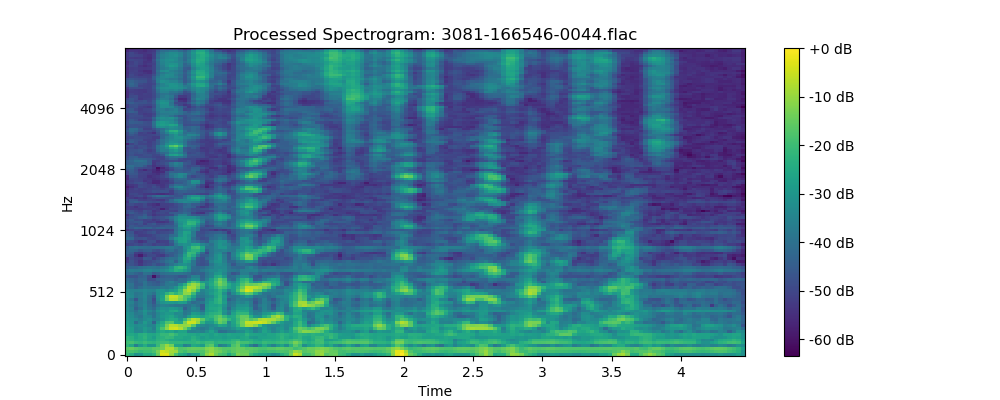 Processed Spectrogram: 3081-166546-0044.flac
Hz
4096
2048
1024
512
0
0 0.5 1 1.5 2 2.5 3 3.5 4
Time
+0 dB
-10 dB
-20 dB
-30 dB
-40 dB
-50 dB
-60 dB